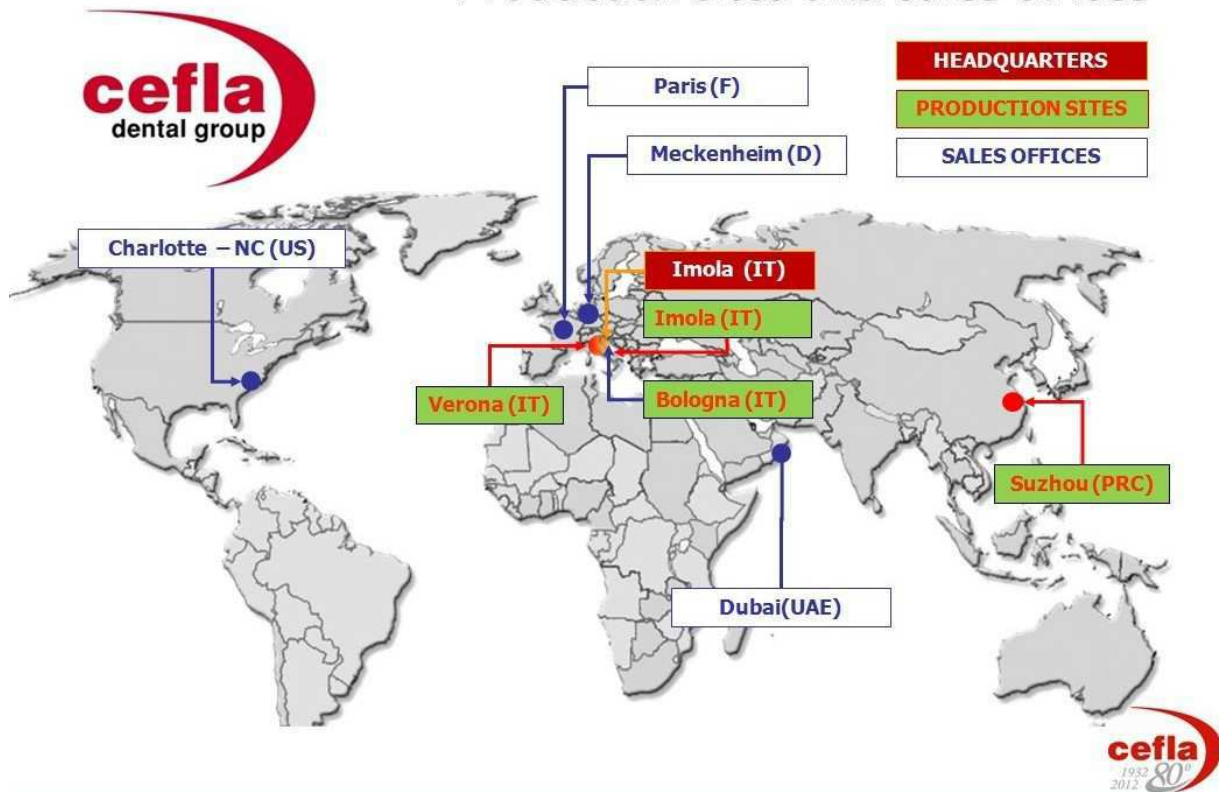 cefla
dental group
HEADQUARTERS
PRODUCTION SITES
SALES OFFICES
Paris (F)
Meckenheim (D)
Charlotte – NC (US)
Imola (IT)
Imola (IT)
Verona (IT)
Bologna (IT)
Suzhou (PRC)
Dubai(UAE)
cefla
1932
2012 80°